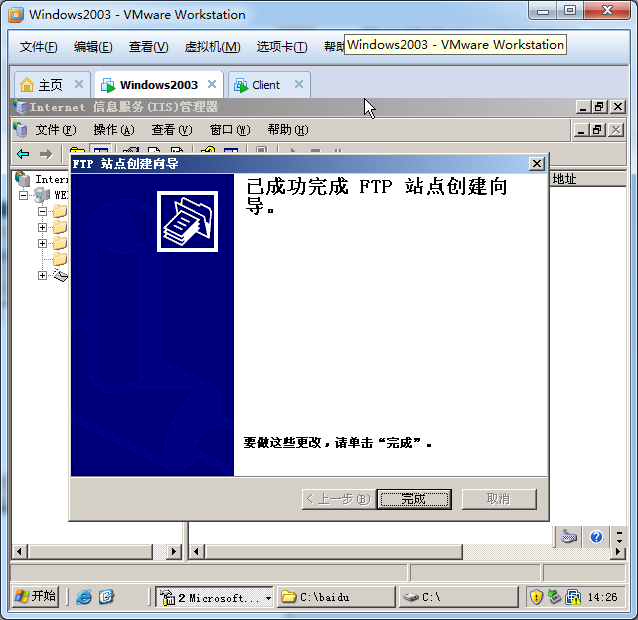 Windows2003 - VMware Workstation
文件(F) 编辑(E) 查看(V) 虚拟机(M) 选项卡(T) 帮助
Windows2003 - VMware Workstation
主页 Windows2003 Client
Internet 信息服务(IIS)管理器
文件(F) 操作(A) 查看(V) 窗口(W) 帮助(H)
FTP 站点创建向导
Intern
地址
已成功完成 FTP 站点创建向
导。
要做这些更改，请单击“完成”。
< 上一步(B) 完成 取消
开始 2 Microsoft... C:\baidu C:\ 14:26